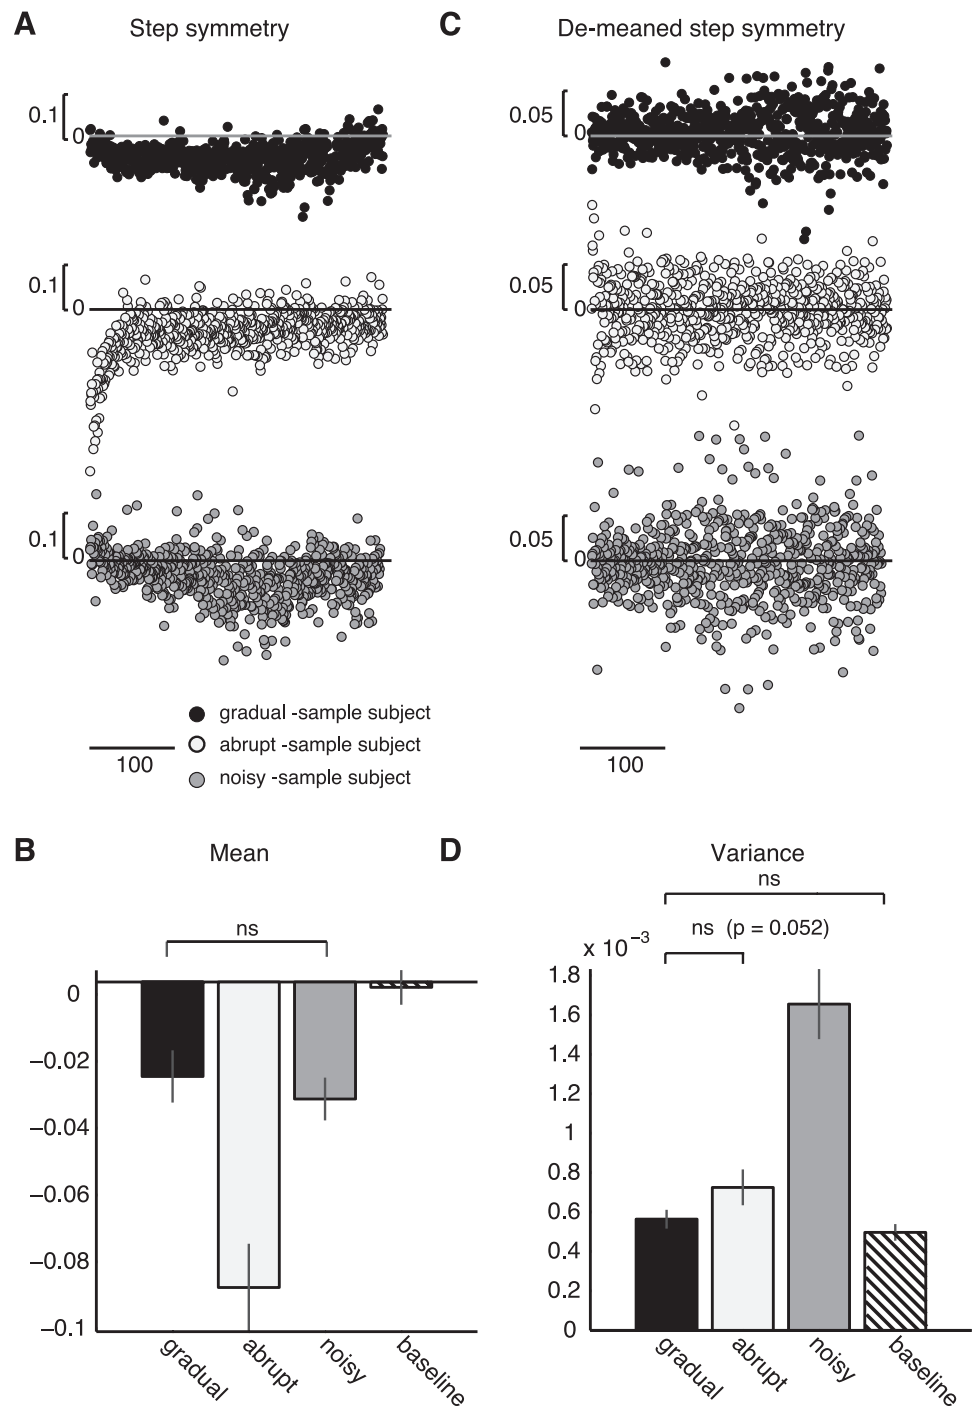 A Step symmetry
0.1
0
0.1
0
0.1
0
gradual -sample subject
abrupt -sample subject
noisy -sample subject
100
C De-meaned step symmetry
0.05
0
0.05
0
0.05
0
100
B Mean
ns
0
−0.02
−0.04
−0.06
−0.08
−0.1
gradual abrupt noisy baseline
D Variance
ns
ns (p = 0.052)
x 10⁻³
1.8
1.6
1.4
1.2
1
0.8
0.6
0.4
0.2
0
gradual abrupt noisy baseline